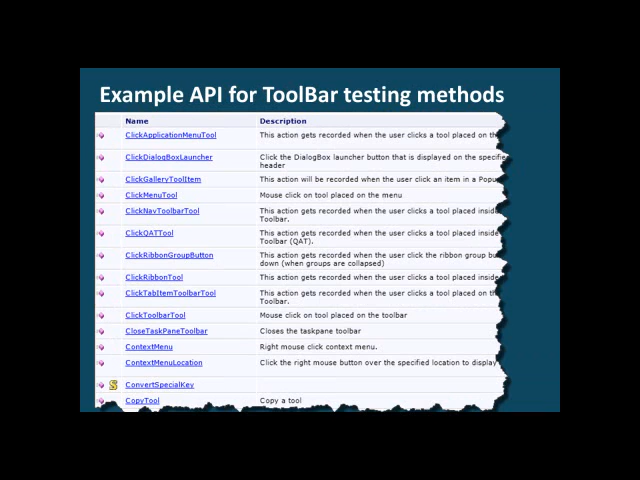 Example API for ToolBar testing methods
Name Description
ClickApplicationMenuTool This action gets recorded when the user clicks a tool placed on
ClickDialogBoxLauncher Click the DialogBox launcher button that is displayed on the
header
ClickGalleryToolItem This action will be recorded when the user click an item in a
ClickMenuTool Mouse click on tool placed on the menu
ClickNavToolbarTool This action gets recorded when the user clicks a tool placed inside
Toolbar.
ClickQATTool This action gets recorded when the user clicks a tool placed inside
Toolbar (QAT).
ClickRibbonGroupButton This action gets recorded when the user click the ribbon group
down (when groups are collapsed)
ClickRibbonTool This action gets recorded when the user clicks a tool placed inside
ClickTabItemToolbarTool This action gets recorded when the user clicks a tool placed on
Toolbar.
ClickToolbarTool Mouse click on tool placed on the toolbar
CloseTaskPaneToolbar Closes the taskpane toolbar
ContextMenu Right mouse click context menu.
ContextMenuLocation Click the right mouse button over the specified location to display
ConvertSpecialKey
CopyTool Copy a tool